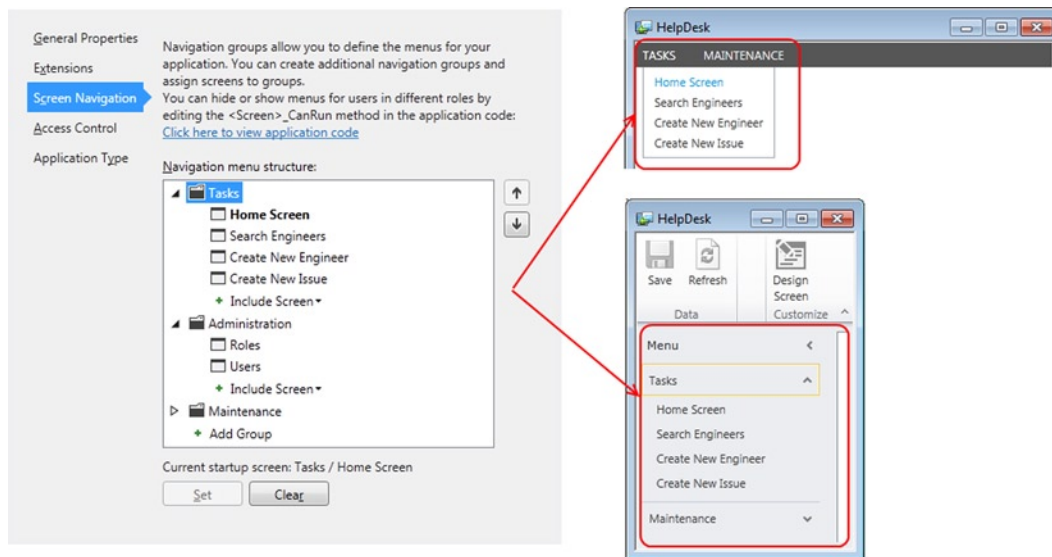 General Properties
Extensions
Screen Navigation
Access Control
Application Type
Navigation groups allow you to define the menus for your
application. You can create additional navigation groups and
assign screens to groups.
You can hide or show menus for users in different roles by
editing the <Screen>_CanRun method in the application code:
Click here to view application code
Navigation menu structure:
Tasks
Home Screen
Search Engineers
Create New Engineer
Create New Issue
+ Include Screen
Administration
Roles
Users
+ Include Screen
Maintenance
+ Add Group
Current startup screen: Tasks / Home Screen
Set Clear
HelpDesk
TASKS MAINTENANCE
Home Screen
Search Engineers
Create New Engineer
Create New Issue
HelpDesk
Save Refresh Design
Screen
Data Customize
Menu
Tasks
Home Screen
Search Engineers
Create New Engineer
Create New Issue
Maintenance